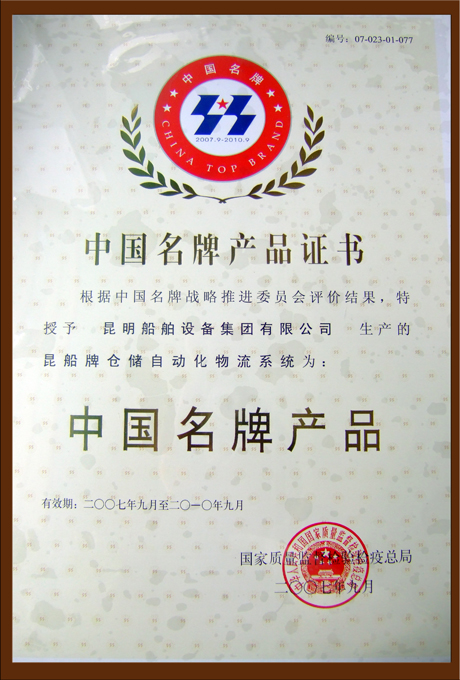 编号：07-023-01-077
中国名牌
2007.9-2010.9
CHINA TOP BRAND
中国名牌产品证书
根据中国名牌战略推进委员会评价结果，特
授予 昆明船舶设备集团有限公司 生产的
昆船牌仓储自动化物流系统为：
中国名牌产品
有效期：二〇〇七年九月至二〇一〇年九月
国家质量监督检验检疫总局
二〇〇七年九月